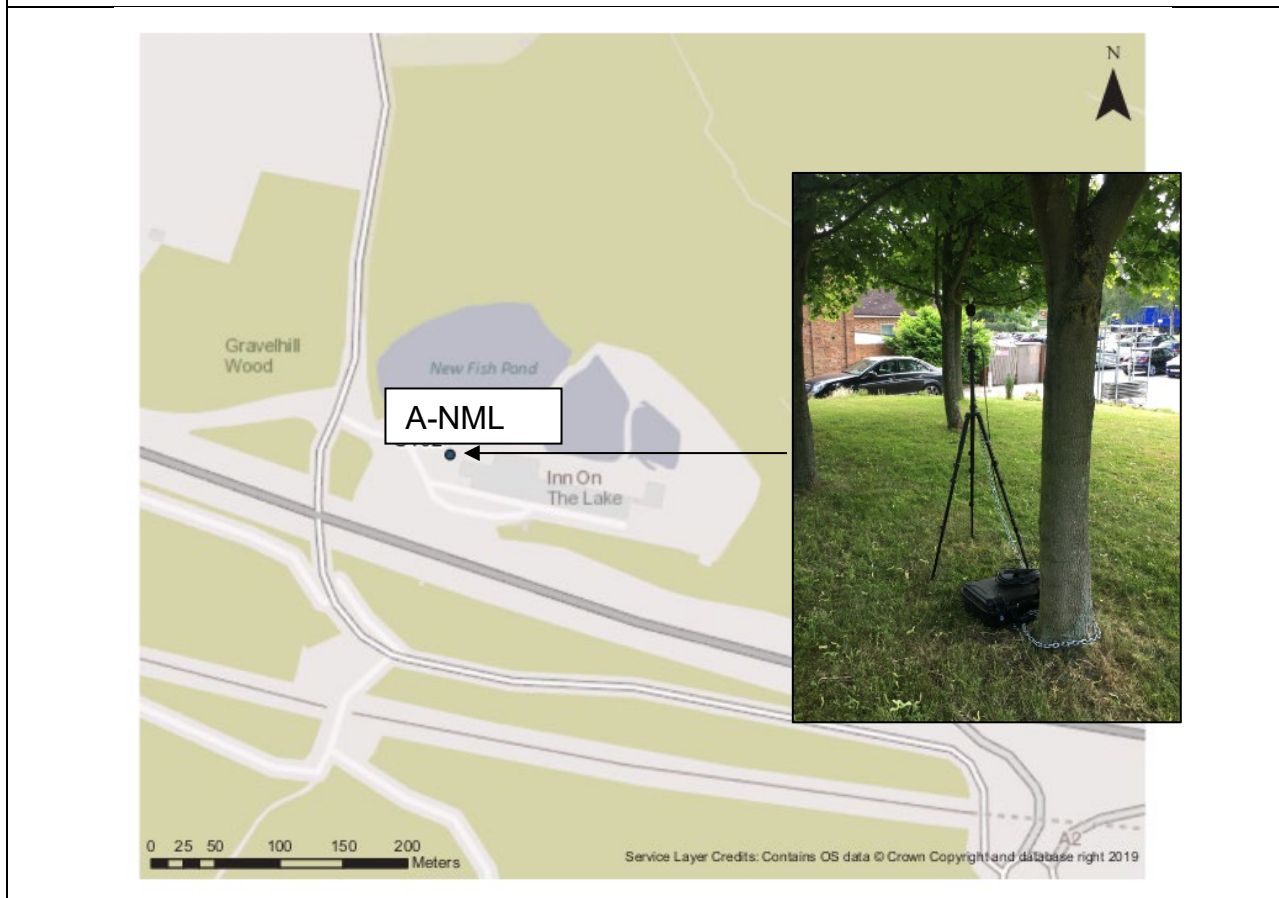 N
Gravelhill
Wood
New Fish Pond
A-NML
Inn On
The Lake
A2
0 25 50 100 150 200
Meters
Service Layer Credits: Contains OS data © Crown Copyright and database right 2019